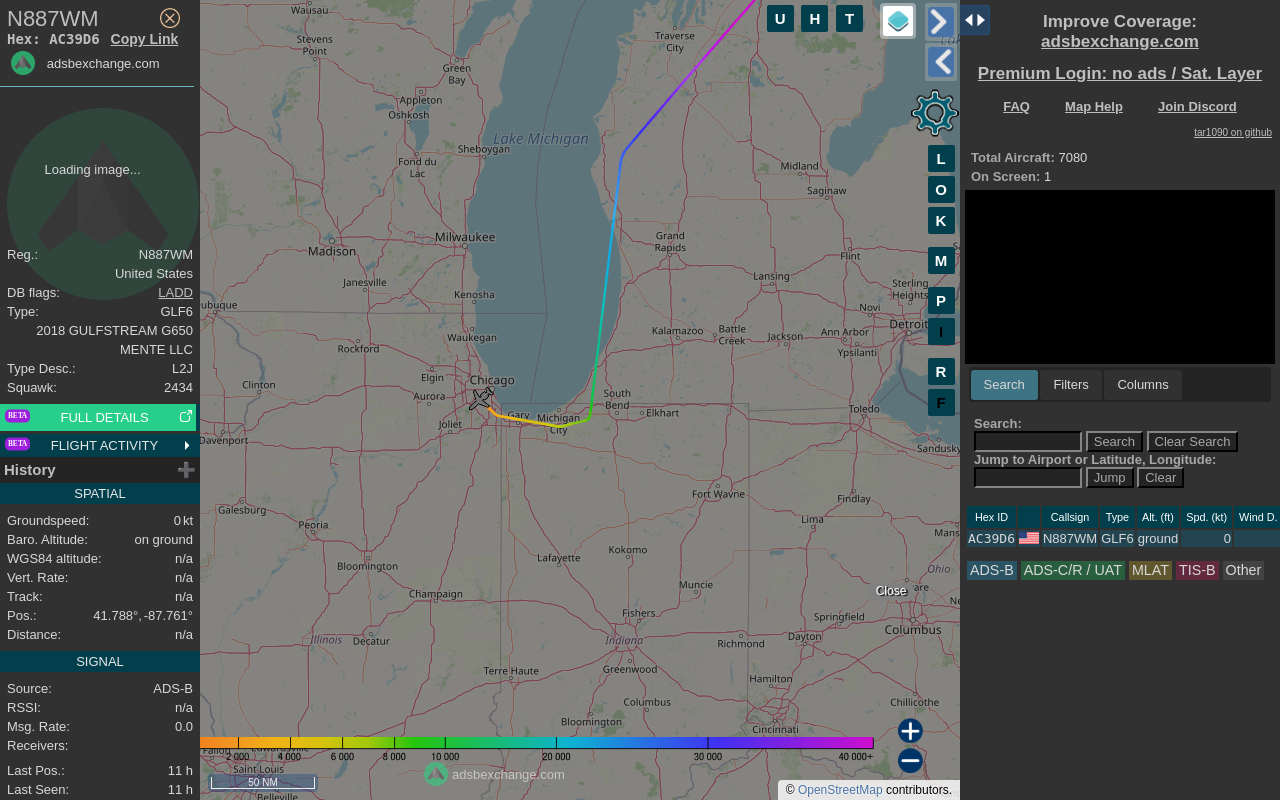 N887WM
Hex: AC39D6 Copy Link
adsbexchange.com
Loading image...
Reg.: N887WM
United States
DB flags: LADD
Type: GLF6
2018 GULFSTREAM G650
MENTE LLC
Type Desc.: L2J
Squawk: 2434
BETA FULL DETAILS
BETA FLIGHT ACTIVITY
History
SPATIAL
Groundspeed: 0 kt
Baro. Altitude: on ground
WGS84 altitude: n/a
Vert. Rate: n/a
Track: n/a
Pos.: 41.788°, -87.761°
Distance: n/a
SIGNAL
Source: ADS-B
RSSI: n/a
Msg. Rate: 0.0
Receivers:
Last Pos.: 11 h
Last Seen: 11 h
Wausau
Stevens
Point
Green
Bay
Traverse
City
Appleton
Oshkosh
Lake Michigan
Sheboygan
Fond du
Lac
Midland
Saginaw
Milwaukee
Madison
Grand
Rapids
Flint
Janesville
Lansing
Sterling
Heights
Kenosha
ubuque
Novi
Detroit
Waukegan
Kalamazoo
Battle
Creek
Jackson
Ann Arbor
Ypsilanti
Rockford
Elgin
Chicago
Clinton
Aurora
South
Bend
Elkhart
Toledo
Joliet
Gary
Michigan
City
Davenport
Sandusky
Galesburg
Fort Wayne
Findlay
Peoria
Lima
Mans
Kokomo
Lafayette
Bloomington
Ohio
Muncie
Champaign
are
Close
Ne
Fishers
Springfield
Illinois
Decatur
Indiana
Richmond
Dayton
Columbus
Terre Haute
Greenwood
Hamilton
Columbus
Chillicothe
Bloomington
Cincinnati
Edwardsville
Saint Louis
Belleville
2 000 4 000 6 000 8 000 10 000 20 000 30 000 40 000+
50 NM
adsbexchange.com
© OpenStreetMap contributors.
U H T
L
O
K
M
P
I
R
F
Improve Coverage:
adsbexchange.com
Premium Login: no ads / Sat. Layer
FAQ Map Help Join Discord
tar1090 on github
Total Aircraft: 7080
On Screen: 1
Search Filters Columns
Search:
Search Clear Search
Jump to Airport or Latitude, Longitude:
Jump Clear
Hex ID Callsign Type Alt. (ft) Spd. (kt) Wind D.
AC39D6 N887WM GLF6 ground 0
ADS-B ADS-C/R / UAT MLAT TIS-B Other